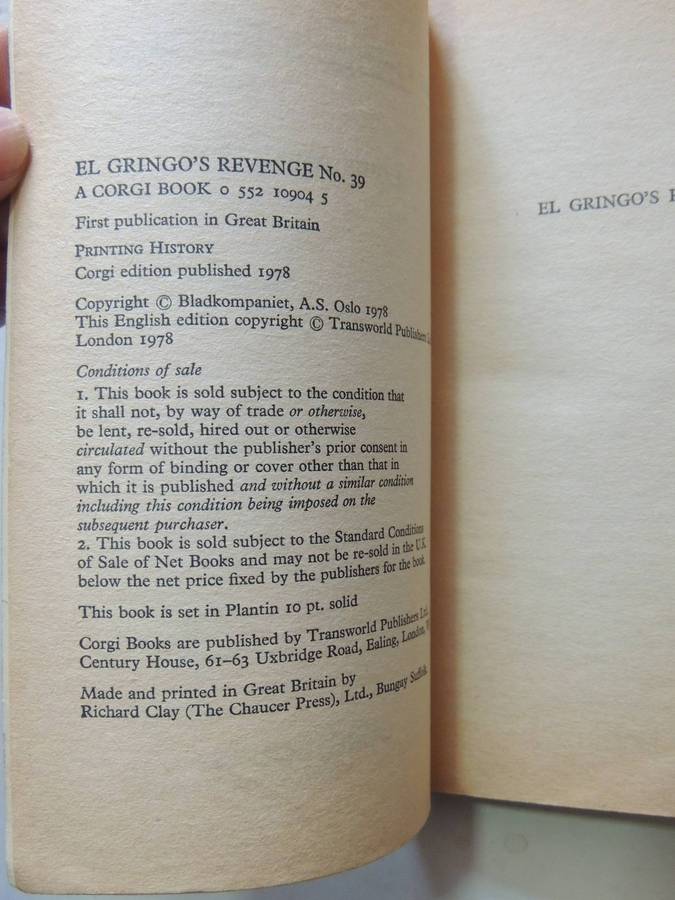 EL GRINGO'S REVENGE No. 39
A CORGI BOOK 0 552 10904 5
First publication in Great Britain
PRINTING HISTORY
Corgi edition published 1978
Copyright © Bladkompaniet, A.S. Oslo 1978
This English edition copyright © Transworld Publishers
London 1978
Conditions of sale
1. This book is sold subject to the condition that
it shall not, by way of trade or otherwise,
be lent, re-sold, hired out or otherwise
circulated without the publisher's prior consent in
any form of binding or cover other than that in
which it is published and without a similar condition
including this condition being imposed on the
subsequent purchaser.
2. This book is sold subject to the Standard Conditions
of Sale of Net Books and may not be re-sold in the U.K.
below the net price fixed by the publishers for the book.
This book is set in Plantin 10 pt. solid
Corgi Books are published by Transworld Publishers Ltd.,
Century House, 61–63 Uxbridge Road, Ealing, London,
Made and printed in Great Britain by
Richard Clay (The Chaucer Press), Ltd., Bungay Suffolk.
EL GRINGO'S